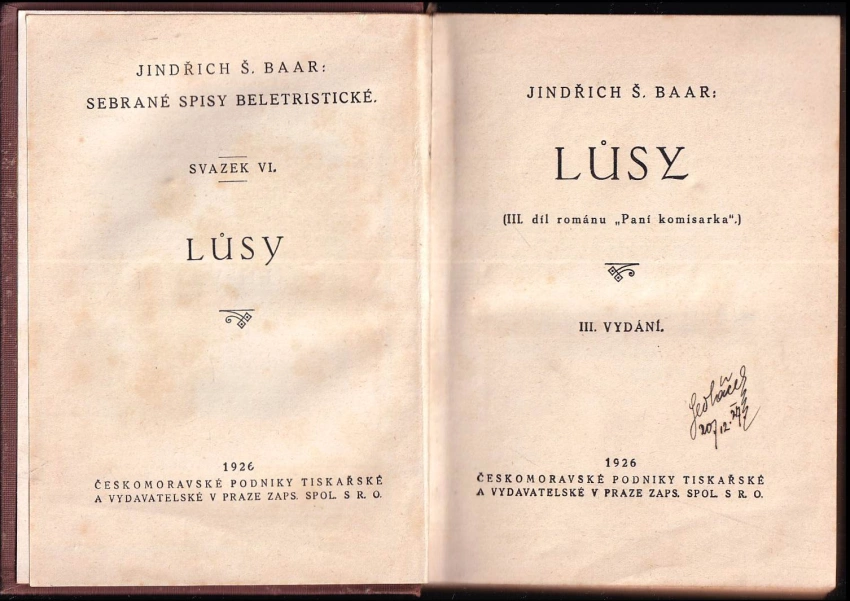 JINDŘICH Š. BAAR:
SEBRANÉ SPISY BELETRISTICKÉ.
SVAZEK VI.
LŮSY
1926
ČESKOMORAVSKÉ PODNIKY TISKAŘSKÉ
A VYDAVATELSKÉ V PRAZE ZAPS. SPOL. S R. O.
JINDŘICH Š. BAAR:
LŮSY
(III. díl románu „Paní komisarka“.)
III. VYDÁNÍ.
1926
ČESKOMORAVSKÉ PODNIKY TISKAŘSKÉ
A VYDAVATELSKÉ V PRAZE ZAPS. SPOL. S R. O.